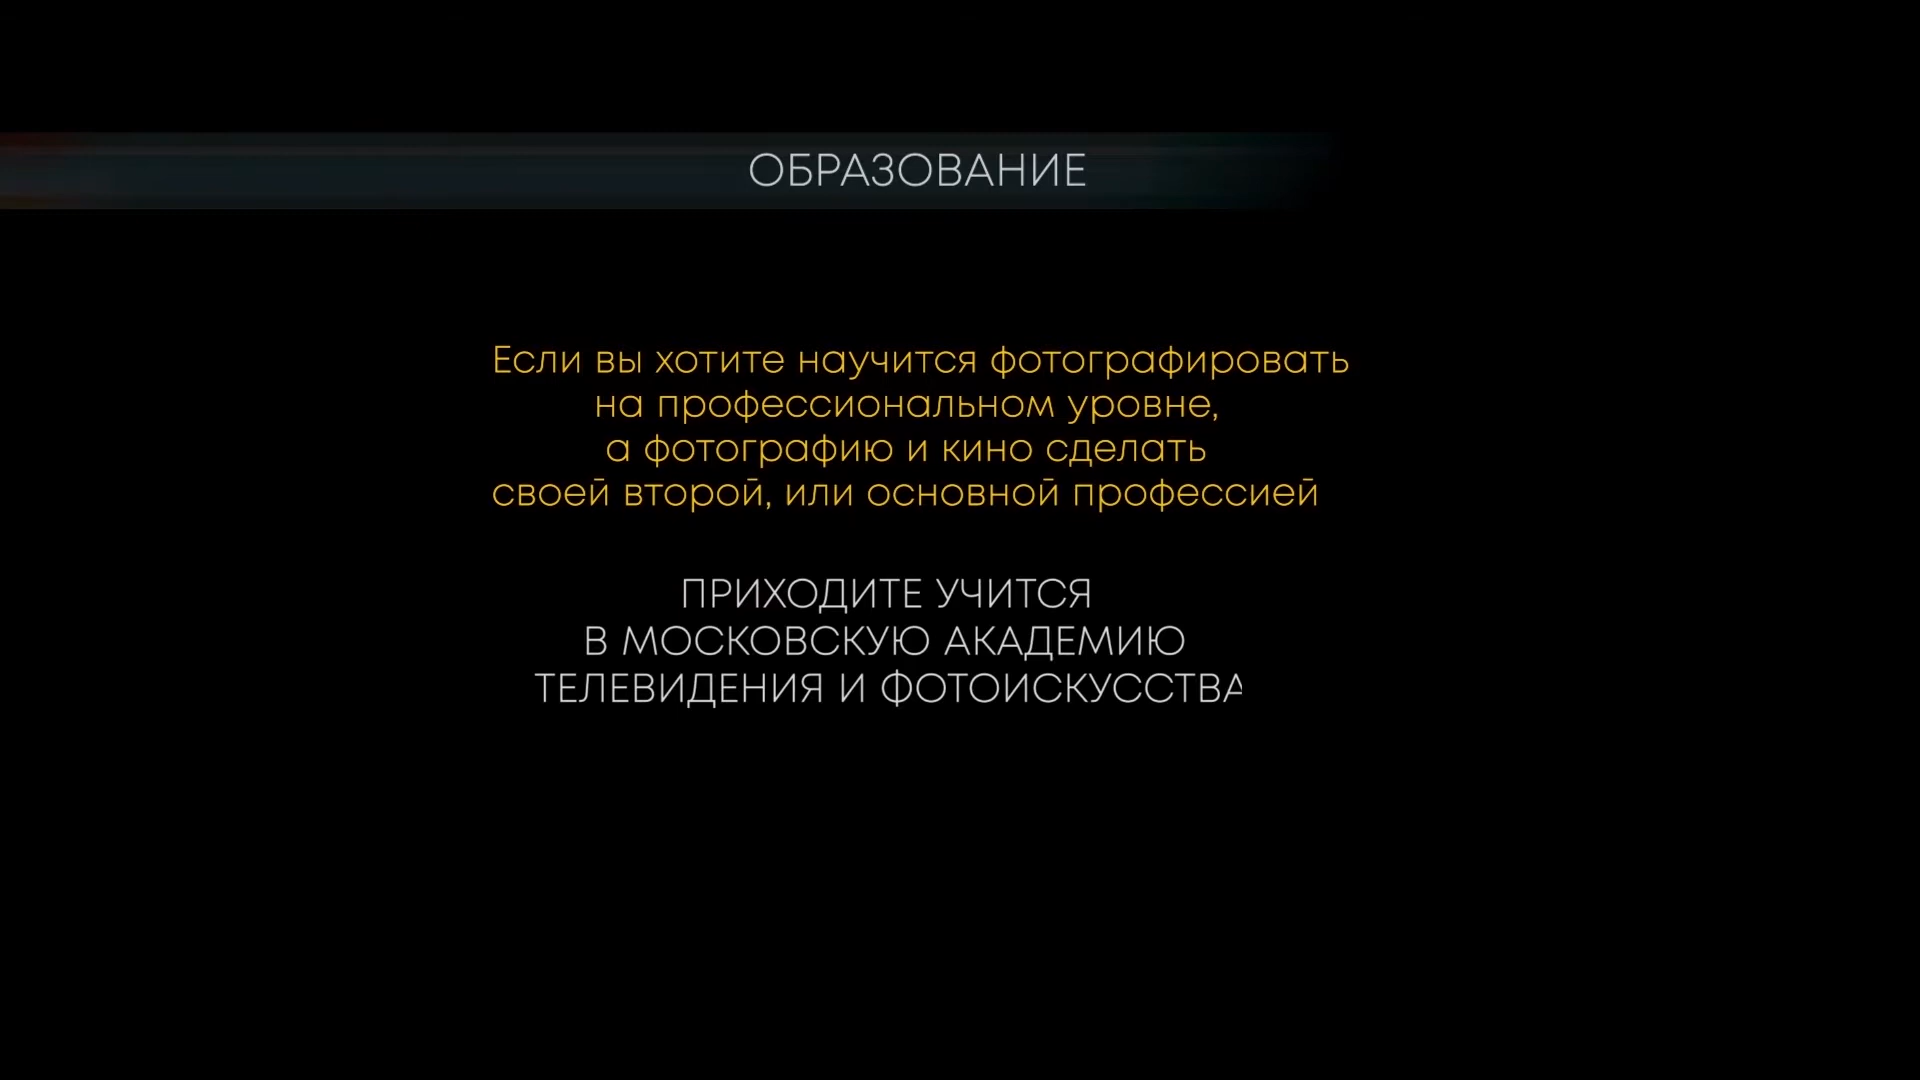 ОБРАЗОВАНИЕ
Если вы хотите научится фотографировать
на профессиональном уровне,
а фотографию и кино сделать
своей второй, или основной профессией
ПРИХОДИТЕ УЧИТСЯ
В МОСКОВСКУЮ АКАДЕМИЮ
ТЕЛЕВИДЕНИЯ И ФОТОИСКУССТВА